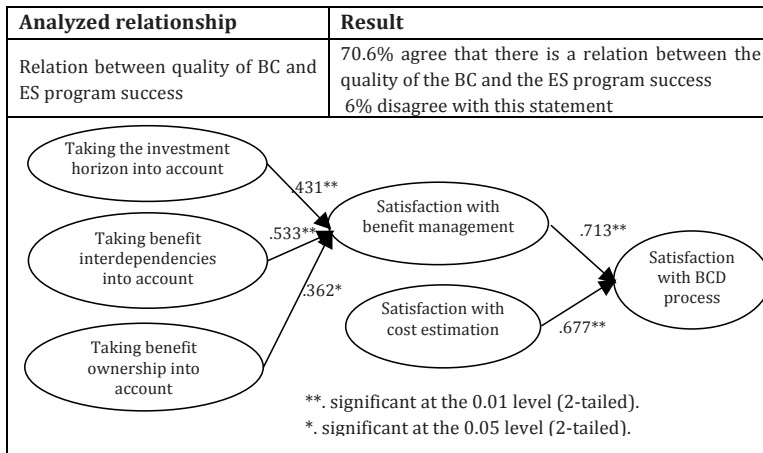 Analyzed relationship
Result
Relation between quality of BC and
ES program success
70.6% agree that there is a relation between the
quality of the BC and the ES program success
6% disagree with this statement
Taking the investment
horizon into account
.431**
Taking benefit
interdependencies
into account
.533**
Taking benefit
ownership into
account
.362*
Satisfaction with
benefit management
.713**
Satisfaction with
cost estimation
.677**
Satisfaction
with BCD
process
**. significant at the 0.01 level (2-tailed).
*. significant at the 0.05 level (2-tailed).